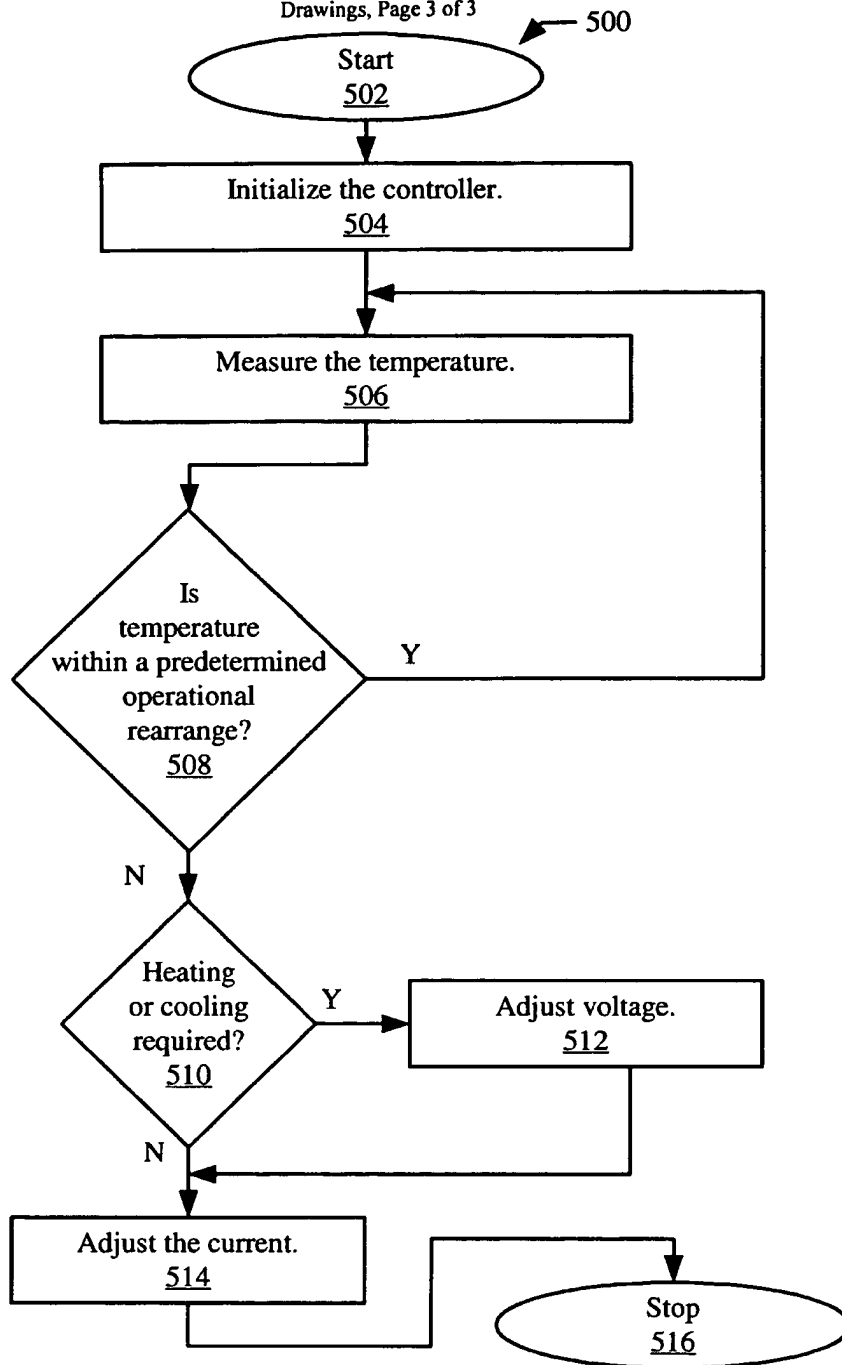 Drawings, Page 3 of 3
500
Start
502
Initialize the controller.
504
Measure the temperature.
506
Is
temperature
within a predetermined
operational
rearrange?
508
Y
N
Heating
or cooling
required?
510
Y
Adjust voltage.
512
N
Adjust the current.
514
Stop
516